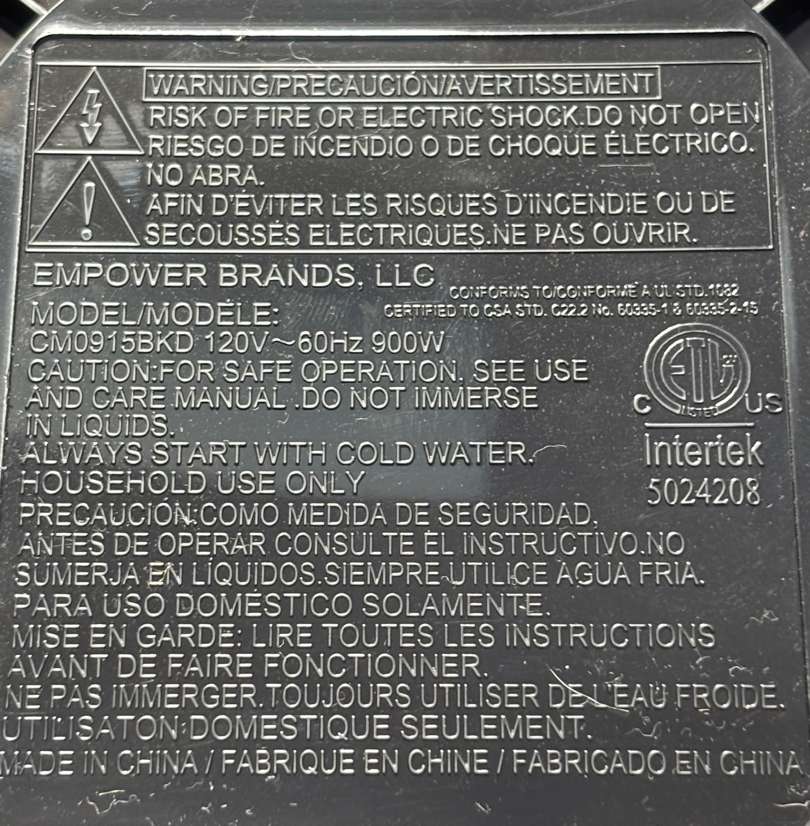 WARNING/PRECAUCIÓN/AVERTISSEMENT
RISK OF FIRE OR ELECTRIC SHOCK.DO NOT OPEN
RIESGO DE INCENDIO O DE CHOQUE ÉLECTRICO.
NO ABRA.
AFIN D'ÉVITER LES RISQUES D'INCENDIE OU DE
SECOUSSES ELECTRIQUES.NE PAS OUVRIR.
EMPOWER BRANDS, LLC
CONFORMS TO/CONFORME A UL STD.1082
CERTIFIED TO CSA STD. C22.2 No. 60335-1 & 60335-2-15
MODEL/MODÈLE:
CM0915BKD 120V~60Hz 900W
CAUTION:FOR SAFE OPERATION, SEE USE
AND CARE MANUAL .DO NOT IMMERSE
IN LIQUIDS.
ALWAYS START WITH COLD WATER.
HOUSEHOLD USE ONLY
ETL
LISTED
C US
Intertek
5024208
PRECAUCIÓN:COMO MEDIDA DE SEGURIDAD,
ANTES DE OPERAR CONSULTE EL INSTRUCTIVO.NO
SUMERJA EN LÍQUIDOS.SIEMPRE UTILICE AGUA FRIA.
PARA USO DOMÉSTICO SOLAMENTE.
MISE EN GARDE: LIRE TOUTES LES INSTRUCTIONS
AVANT DE FAIRE FONCTIONNER.
NE PAS IMMERGER.TOUJOURS UTILISER DE L'EAU FROIDE.
UTILISATON:DOMESTIQUE SEULEMENT.
MADE IN CHINA / FABRIQUE EN CHINE / FABRICADO EN CHINA